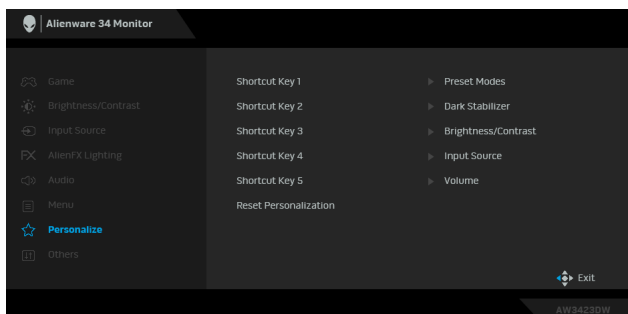 Alienware 34 Monitor
Game
Brightness/Contrast
Input Source
AlienFX Lighting
Audio
Menu
Personalize
Others
Shortcut Key 1 Preset Modes
Shortcut Key 2 Dark Stabilizer
Shortcut Key 3 Brightness/Contrast
Shortcut Key 4 Input Source
Shortcut Key 5 Volume
Reset Personalization
Exit
AW3423DW